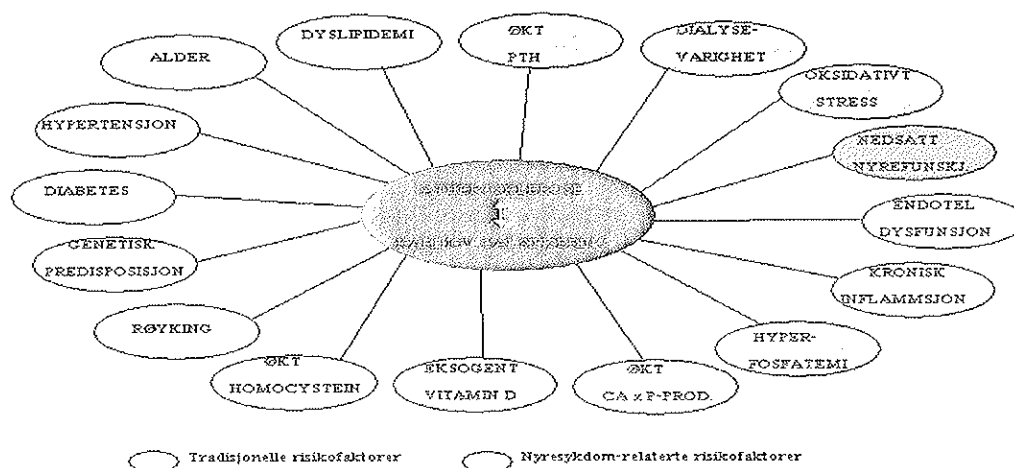 DYSLIPIDEMI
ØKT
PTH
DIALYSE-
VARIGHET
ALDER
OKSIDATIVT
STRESS
HYPERTENSJON
NEDSATT
NYREFUNSKJ.
DIABETES
ENDOTEL
DYSFUNSJON
GENETISK
PREDISPOSISJON
KRONISK
INFLAMMSJON
RØYKING
HYPER-
FOSFATEMI
ØKT
HOMOCYSTEIN
EKSOGENT
VITAMIN D
ØKT
CA x P-PROD.
Tradisjonelle risikofaktorer
Nyresykdom-relaterte risikofaktorer